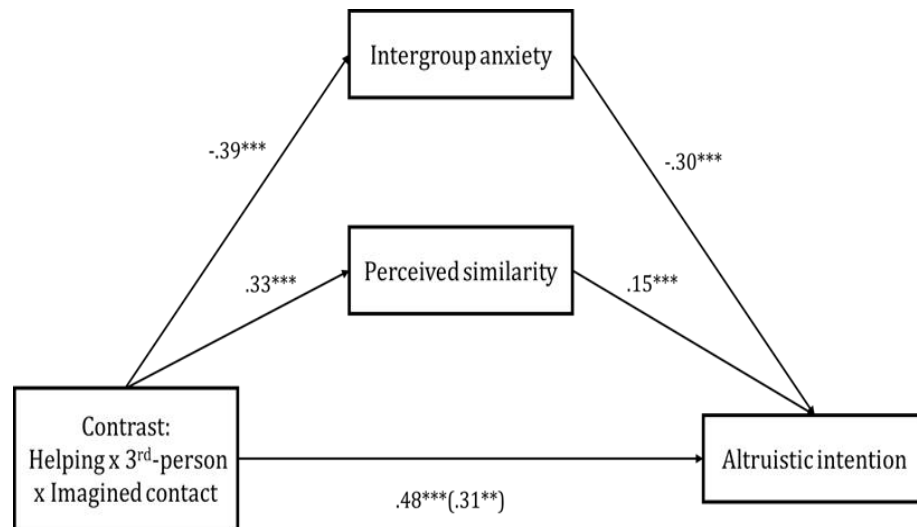 Intergroup anxiety
-.39***
-.30***
Perceived similarity
.33***
.15***
Contrast:
Helping x 3rd-person
x Imagined contact
Altruistic intention
.48***(.31**)